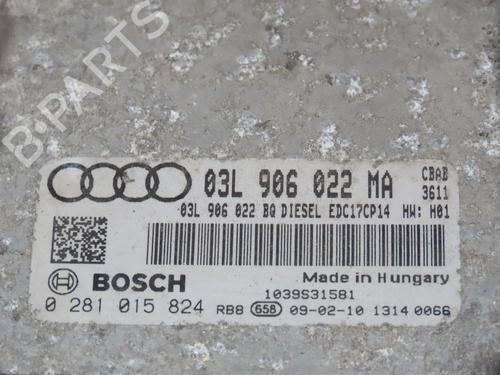 B-PARTS
03L 906 022 MA
CBAB
3611
03L 906 022 BQ DIESEL EDC17CP14 HW: H01
BOSCH
Made in Hungary
1039S31581
0 281 015 824
RB8 658 09-02-10 1314 0066